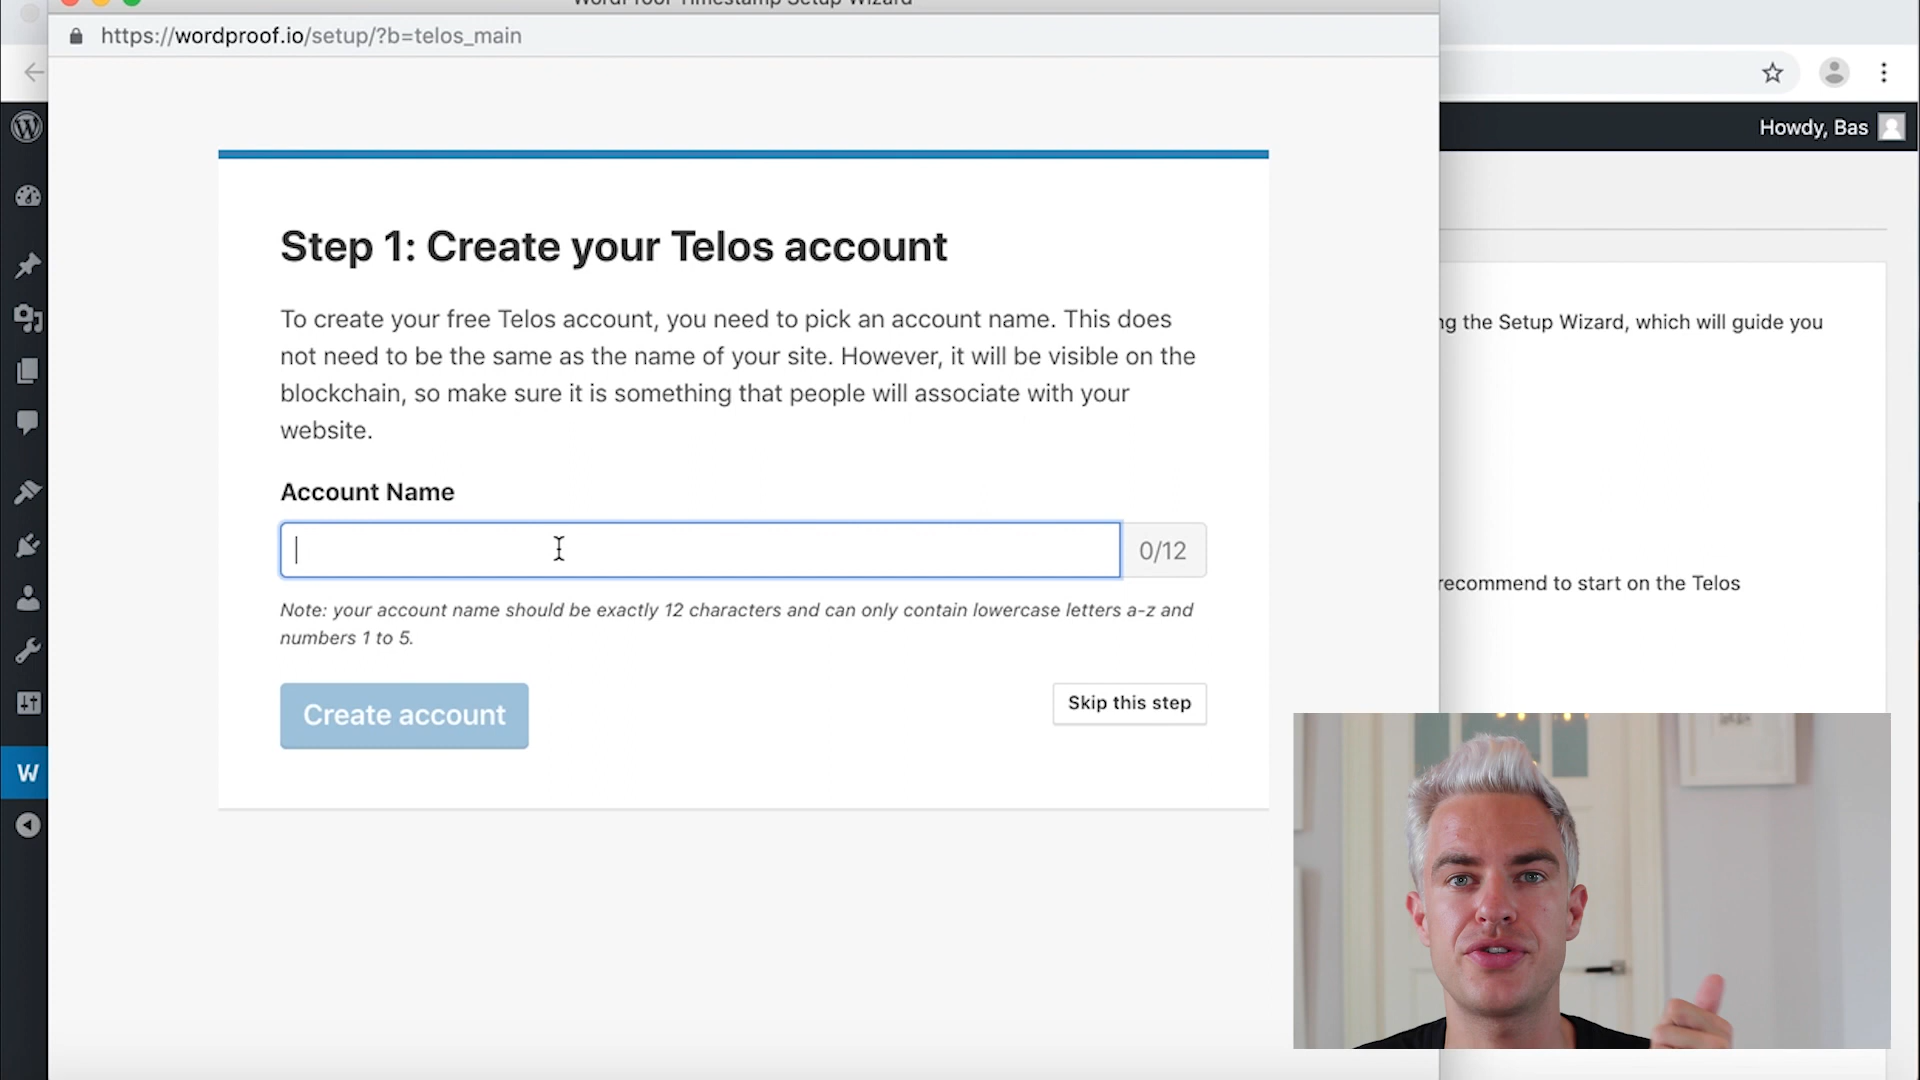 WordProof Timestamp Setup Wizard
https://wordproof.io/setup/?b=telos_main
Howdy, Bas
Step 1: Create your Telos account
To create your free Telos account, you need to pick an account name. This does
not need to be the same as the name of your site. However, it will be visible on the
blockchain, so make sure it is something that people will associate with your
website.
Account Name
0/12
Note: your account name should be exactly 12 characters and can only contain lowercase letters a-z and
numbers 1 to 5.
Create account
Skip this step
the Setup Wizard, which will guide you
recommend to start on the Telos